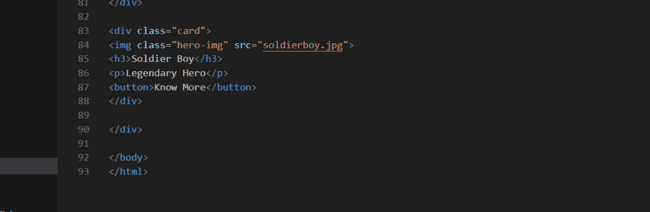 81 </div>
82
83 <div class="card">
84 <img class="hero-img" src="soldierboy.jpg">
85 <h3>Soldier Boy</h3>
86 <p>Legendary Hero</p>
87 <button>Know More</button>
88 </div>
89
90 </div>
91
92 </body>
93 </html>